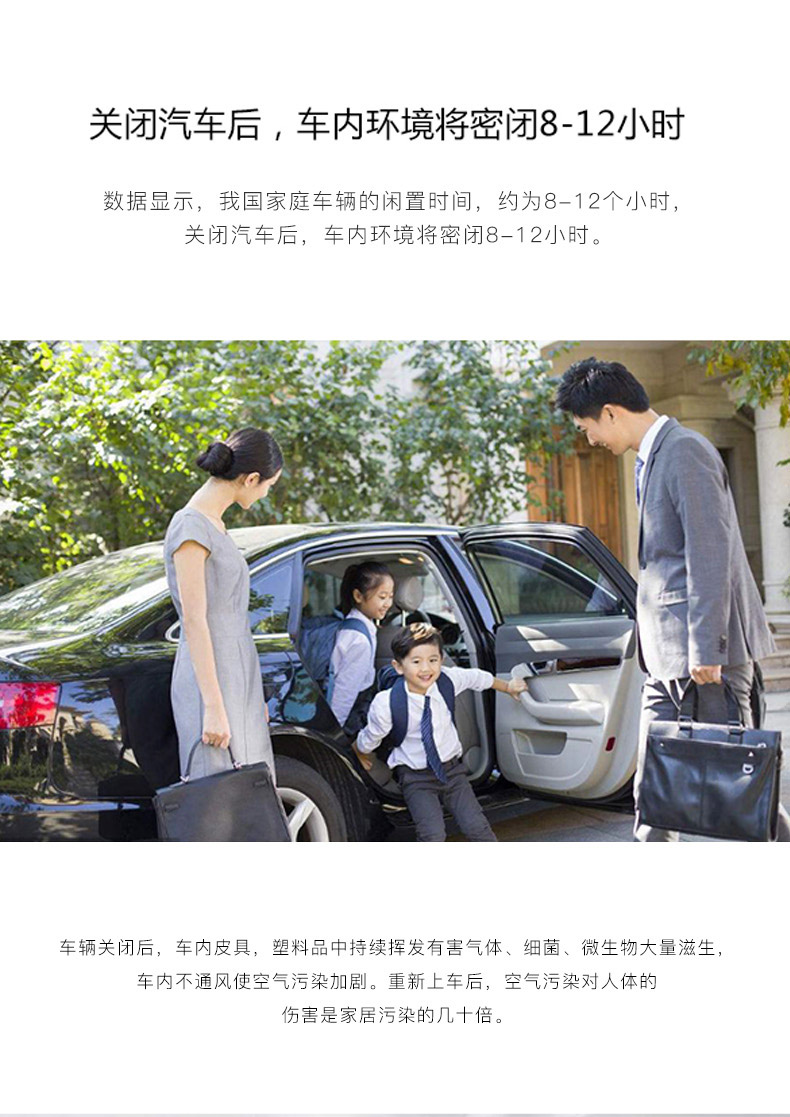 关闭汽车后，车内环境将密闭8-12小时
数据显示，我国家庭车辆的闲置时间，约为8-12个小时，
关闭汽车后，车内环境将密闭8-12小时。
车辆关闭后，车内皮具，塑料品中持续挥发有害气体、细菌、微生物大量滋生，
车内不通风使空气污染加剧。重新上车后，空气污染对人体的
伤害是家居污染的几十倍。